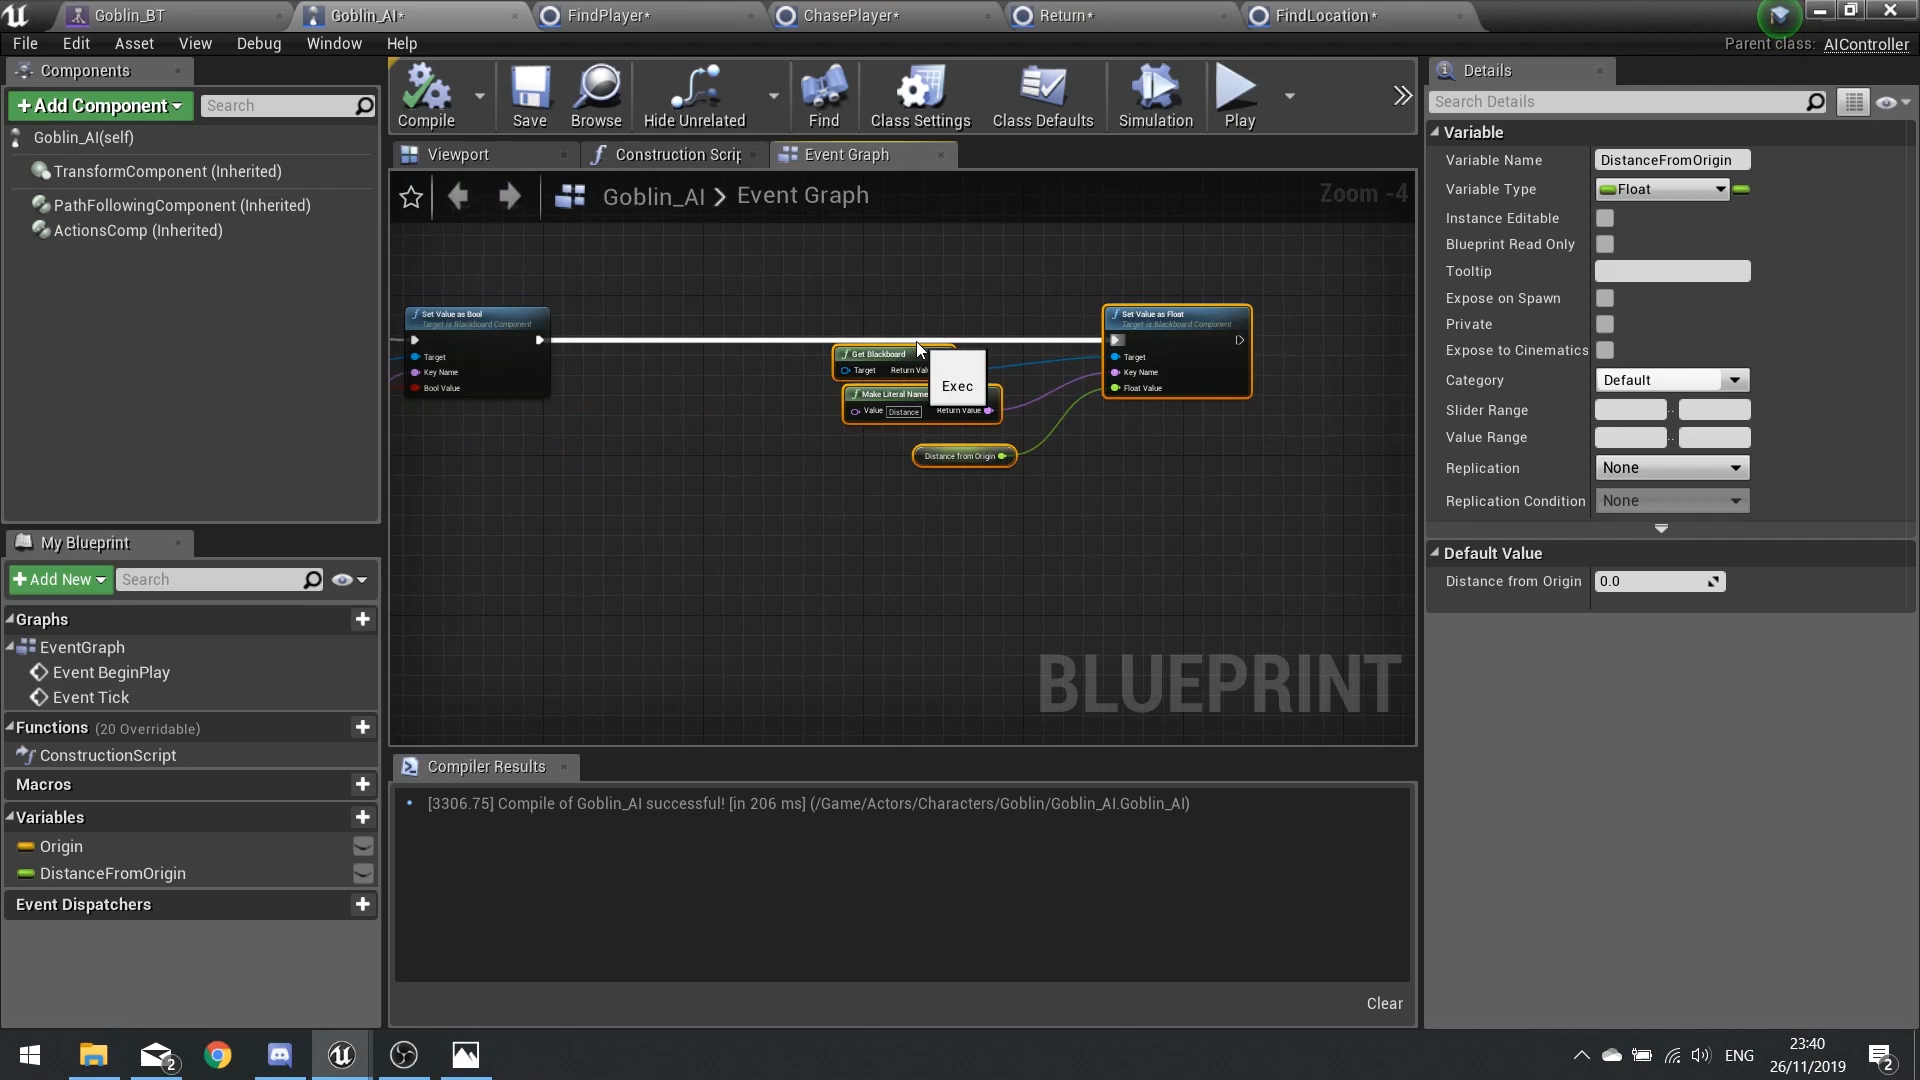 Goblin_BT
Goblin_AI*
FindPlayer*
ChasePlayer*
Return*
FindLocation*
File
Edit
Asset
View
Debug
Window
Help
Parent class: AIController
Components
+Add Component
Search
Goblin_AI(self)
TransformComponent (Inherited)
PathFollowingComponent (Inherited)
ActionsComp (Inherited)
My Blueprint
+Add New
Search
Graphs
EventGraph
Event BeginPlay
Event Tick
Functions (20 Overridable)
ConstructionScript
Macros
Variables
Origin
DistanceFromOrigin
Event Dispatchers
Compile
Save
Browse
Hide Unrelated
Find
Class Settings
Class Defaults
Simulation
Play
Viewport
Construction Scrip
Event Graph
Goblin_AI > Event Graph
Zoom -4
Set Value as Bool
Target is Blackboard Component
Target
Key Name
Bool Value
Get Blackboard
Target Return Val
Make Literal Name
Value Distance Return Value
Exec
Distance from Origin
Set Value as Float
Target is Blackboard Component
Target
Key Name
Float Value
BLUEPRINT
Compiler Results
[3306.75] Compile of Goblin_AI successful! [in 206 ms] (/Game/Actors/Characters/Goblin/Goblin_AI.Goblin_AI)
Clear
Details
Search Details
Variable
Variable Name DistanceFromOrigin
Variable Type Float
Instance Editable
Blueprint Read Only
Tooltip
Expose on Spawn
Private
Expose to Cinematics
Category Default
Slider Range
Value Range
Replication None
Replication Condition None
Default Value
Distance from Origin 0.0
2
ENG
23:40
26/11/2019
2